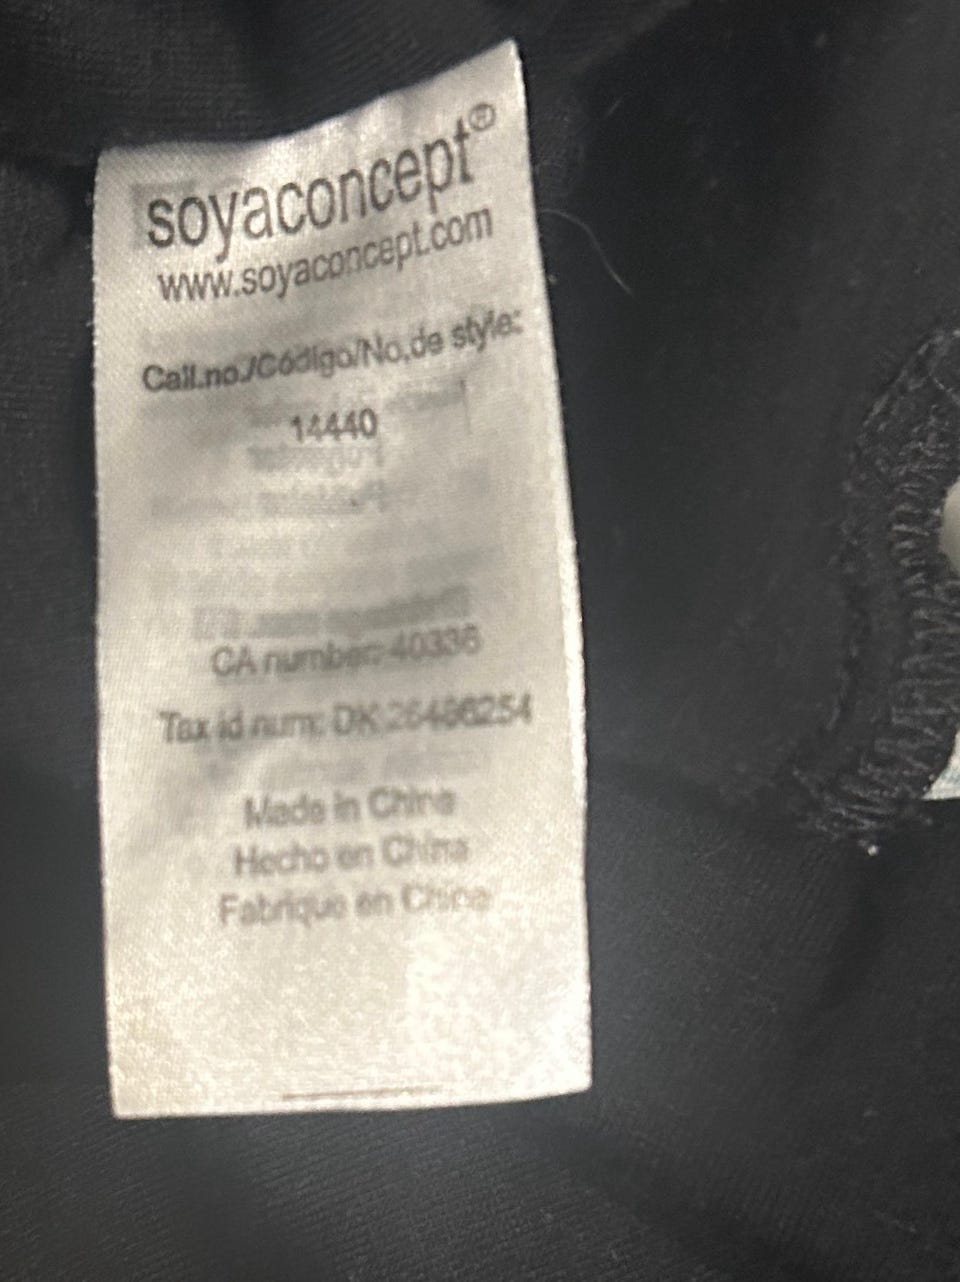 soyaconcept®
www.soyaconcept.com
Call.no./Código/No.de style:
14440
CA number: 40336
Tax id num: DK 26486254
Made in China
Hecho en China
Fabrique en China